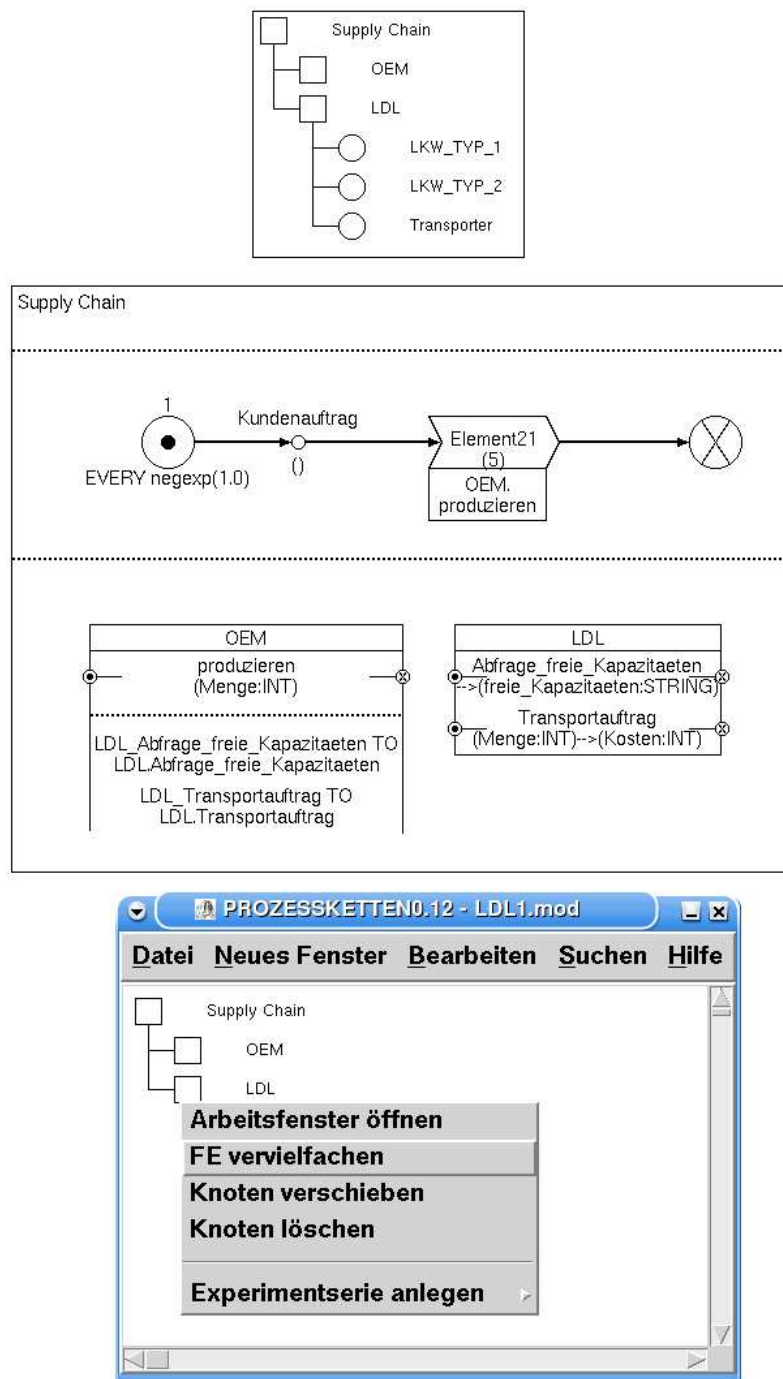 Supply Chain
OEM
LDL
LKW_TYP_1
LKW_TYP_2
Transporter
Supply Chain
1
Kundenauftrag
()
EVERY negexp(1.0)
Element21
(5)
OEM.
produzieren
OEM
produzieren
(Menge:INT)
LDL_Abfrage_freie_Kapazitaeten TO
LDL.Abfrage_freie_Kapazitaeten
LDL_Transportauftrag TO
LDL.Transportauftrag
LDL
Abfrage_freie_Kapazitaeten
-->(freie_Kapazitaeten:STRING)
Transportauftrag
(Menge:INT)-->(Kosten:INT)
PROZESSKETTEN0.12 - LDL1.mod
Datei Neues Fenster Bearbeiten Suchen Hilfe
Supply Chain
OEM
LDL
Arbeitsfenster öffnen
FE vervielfachen
Knoten verschieben
Knoten löschen
Experimentserie anlegen